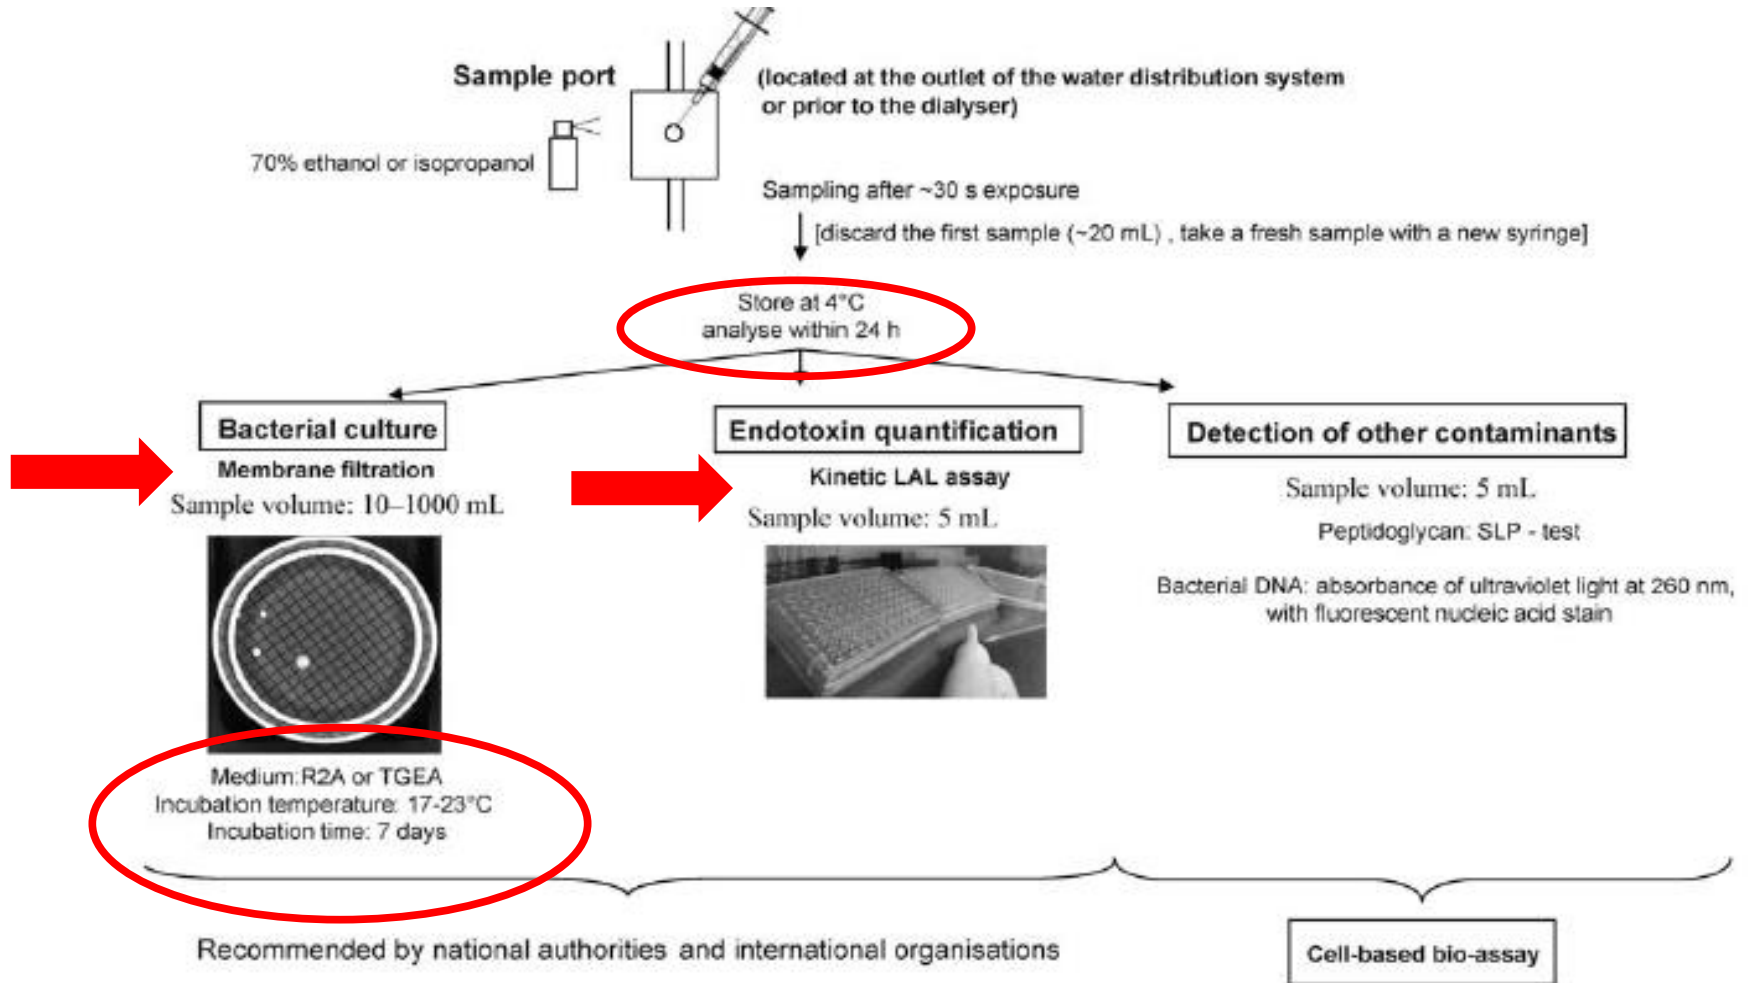 Sample port
(located at the outlet of the water distribution system
or prior to the dialyser)
70% ethanol or isopropanol
Sampling after ~30 s exposure
[discard the first sample (~20 mL) , take a fresh sample with a new syringe]
Store at 4°C
analyse within 24 h
Bacterial culture
Membrane filtration
Sample volume: 10–1000 mL
Medium:R2A or TGEA
Incubation temperature: 17-23°C
Incubation time: 7 days
Endotoxin quantification
Kinetic LAL assay
Sample volume: 5 mL
Detection of other contaminants
Sample volume: 5 mL
Peptidoglycan: SLP - test
Bacterial DNA: absorbance of ultraviolet light at 260 nm,
with fluorescent nucleic acid stain
Recommended by national authorities and international organisations
Cell-based bio-assay